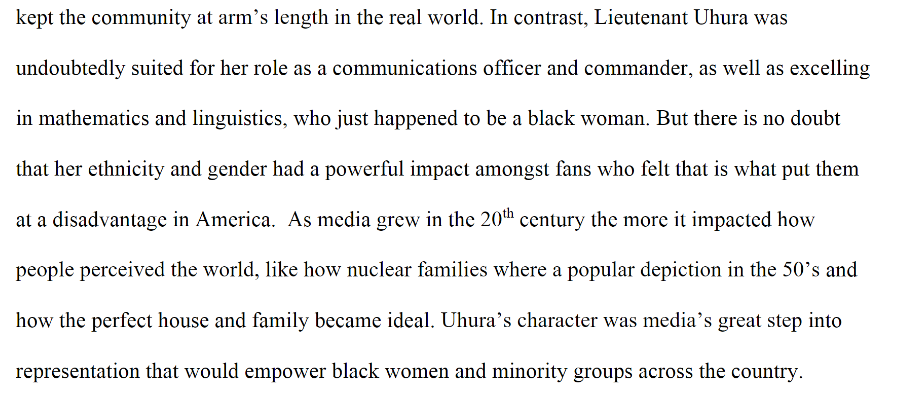 kept the community at arm’s length in the real world. In contrast, Lieutenant Uhura was
undoubtedly suited for her role as a communications officer and commander, as well as excelling
in mathematics and linguistics, who just happened to be a black woman. But there is no doubt
that her ethnicity and gender had a powerful impact amongst fans who felt that is what put them
at a disadvantage in America.  As media grew in the 20th century the more it impacted how
people perceived the world, like how nuclear families where a popular depiction in the 50’s and
how the perfect house and family became ideal. Uhura’s character was media’s great step into
representation that would empower black women and minority groups across the country.